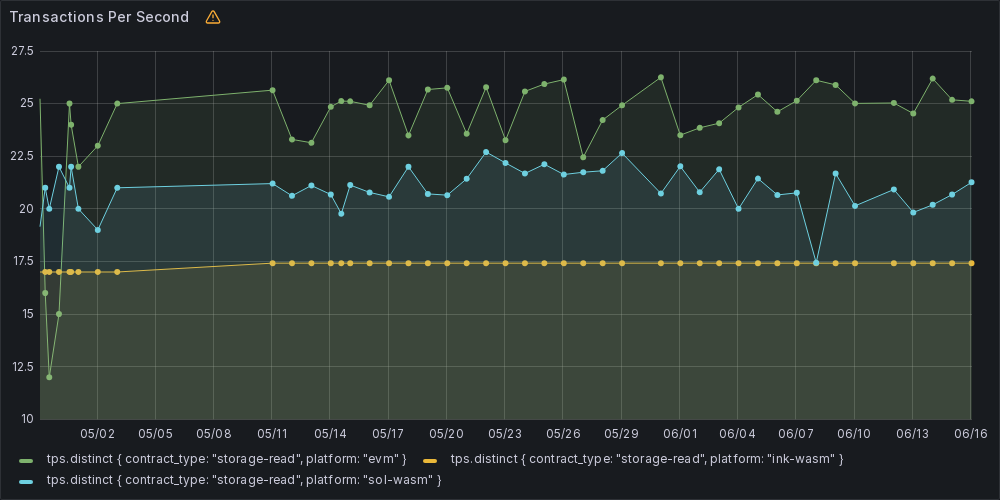 Transactions Per Second
27.5
25
22.5
20
17.5
15
12.5
10
05/02 05/05 05/08 05/11 05/14 05/17 05/20 05/23 05/26 05/29 06/01 06/04 06/07 06/10 06/13 06/16
tps.distinct { contract_type: "storage-read", platform: "evm" } tps.distinct { contract_type: "storage-read", platform: "ink-wasm" }
tps.distinct { contract_type: "storage-read", platform: "sol-wasm" }